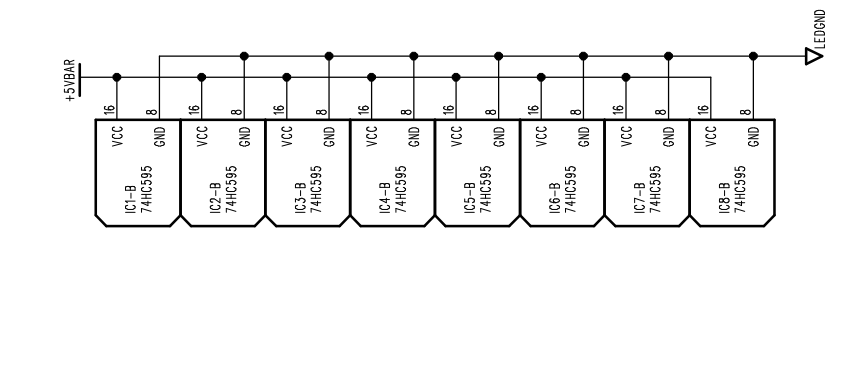 LEDGND
+5VBAR
16 8 16 8 16 8 16 8 16 8 16 8 16 8 16 8
VCC GND VCC GND VCC GND VCC GND VCC GND VCC GND VCC GND VCC GND
IC1-B
74HC595
IC2-B
74HC595
IC3-B
74HC595
IC4-B
74HC595
IC5-B
74HC595
IC6-B
74HC595
IC7-B
74HC595
IC8-B
74HC595